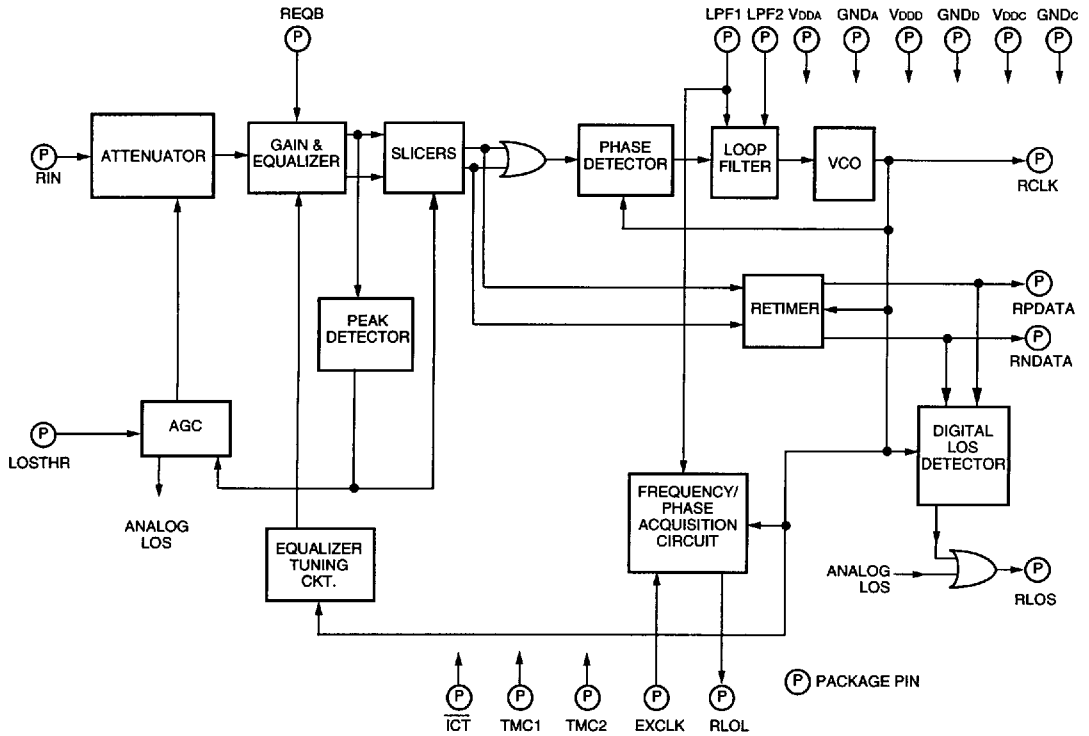 REQB
LPF1 LPF2 VDDA GNDA VDDD GNDD VDDC GNDC
P
P P P P P P P P
ATTENUATOR
GAIN &
EQUALIZER
SLICERS
PHASE
DETECTOR
LOOP
FILTER
VCO
P
RIN
P
RCLK
PEAK
DETECTOR
RETIMER
P
RPDATA
P
RNDATA
AGC
P
LOSTHR
ANALOG
LOS
DIGITAL
LOS
DETECTOR
FREQUENCY/
PHASE
ACQUISITION
CIRCUIT
EQUALIZER
TUNING
CKT.
ANALOG
LOS
P
RLOS
P PACKAGE PIN
P P P P P
ICT TMC1 TMC2 EXCLK RLOL